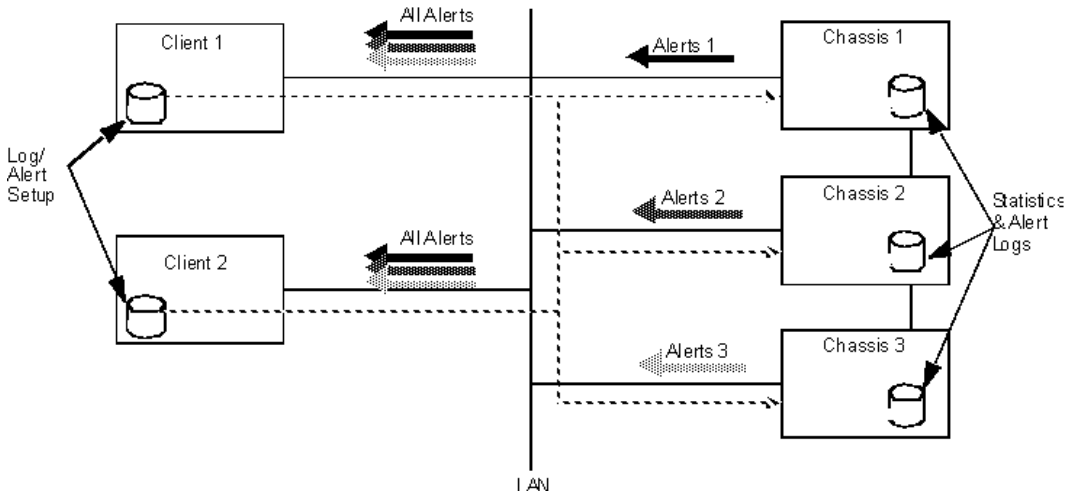 All Alerts
Client 1
Alerts 1
Chassis 1
Log/
Alert
Setup
Alerts 2
Chassis 2
Statistics
& Alert
Logs
All Alerts
Client 2
Alerts 3
Chassis 3
LAN